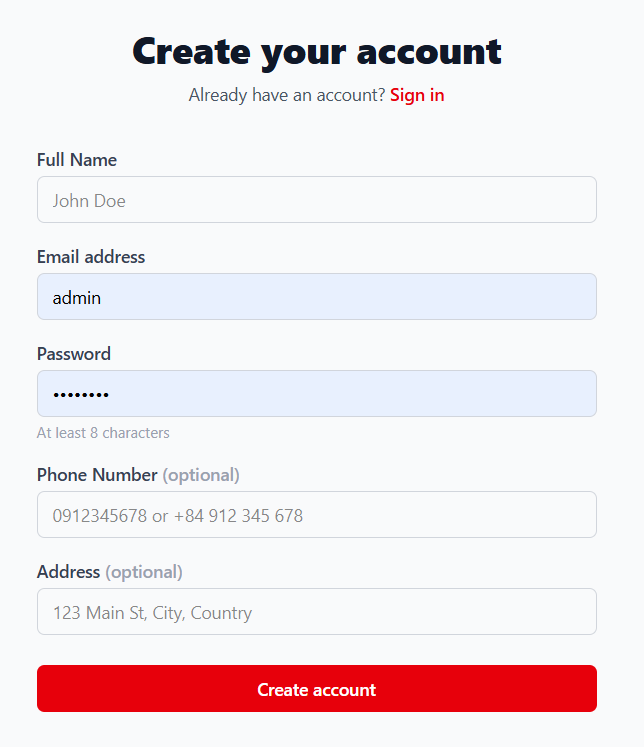 Create your account
Already have an account? Sign in
Full Name
John Doe
Email address
admin
Password
••••••••
At least 8 characters
Phone Number (optional)
0912345678 or +84 912 345 678
Address (optional)
123 Main St, City, Country
Create account